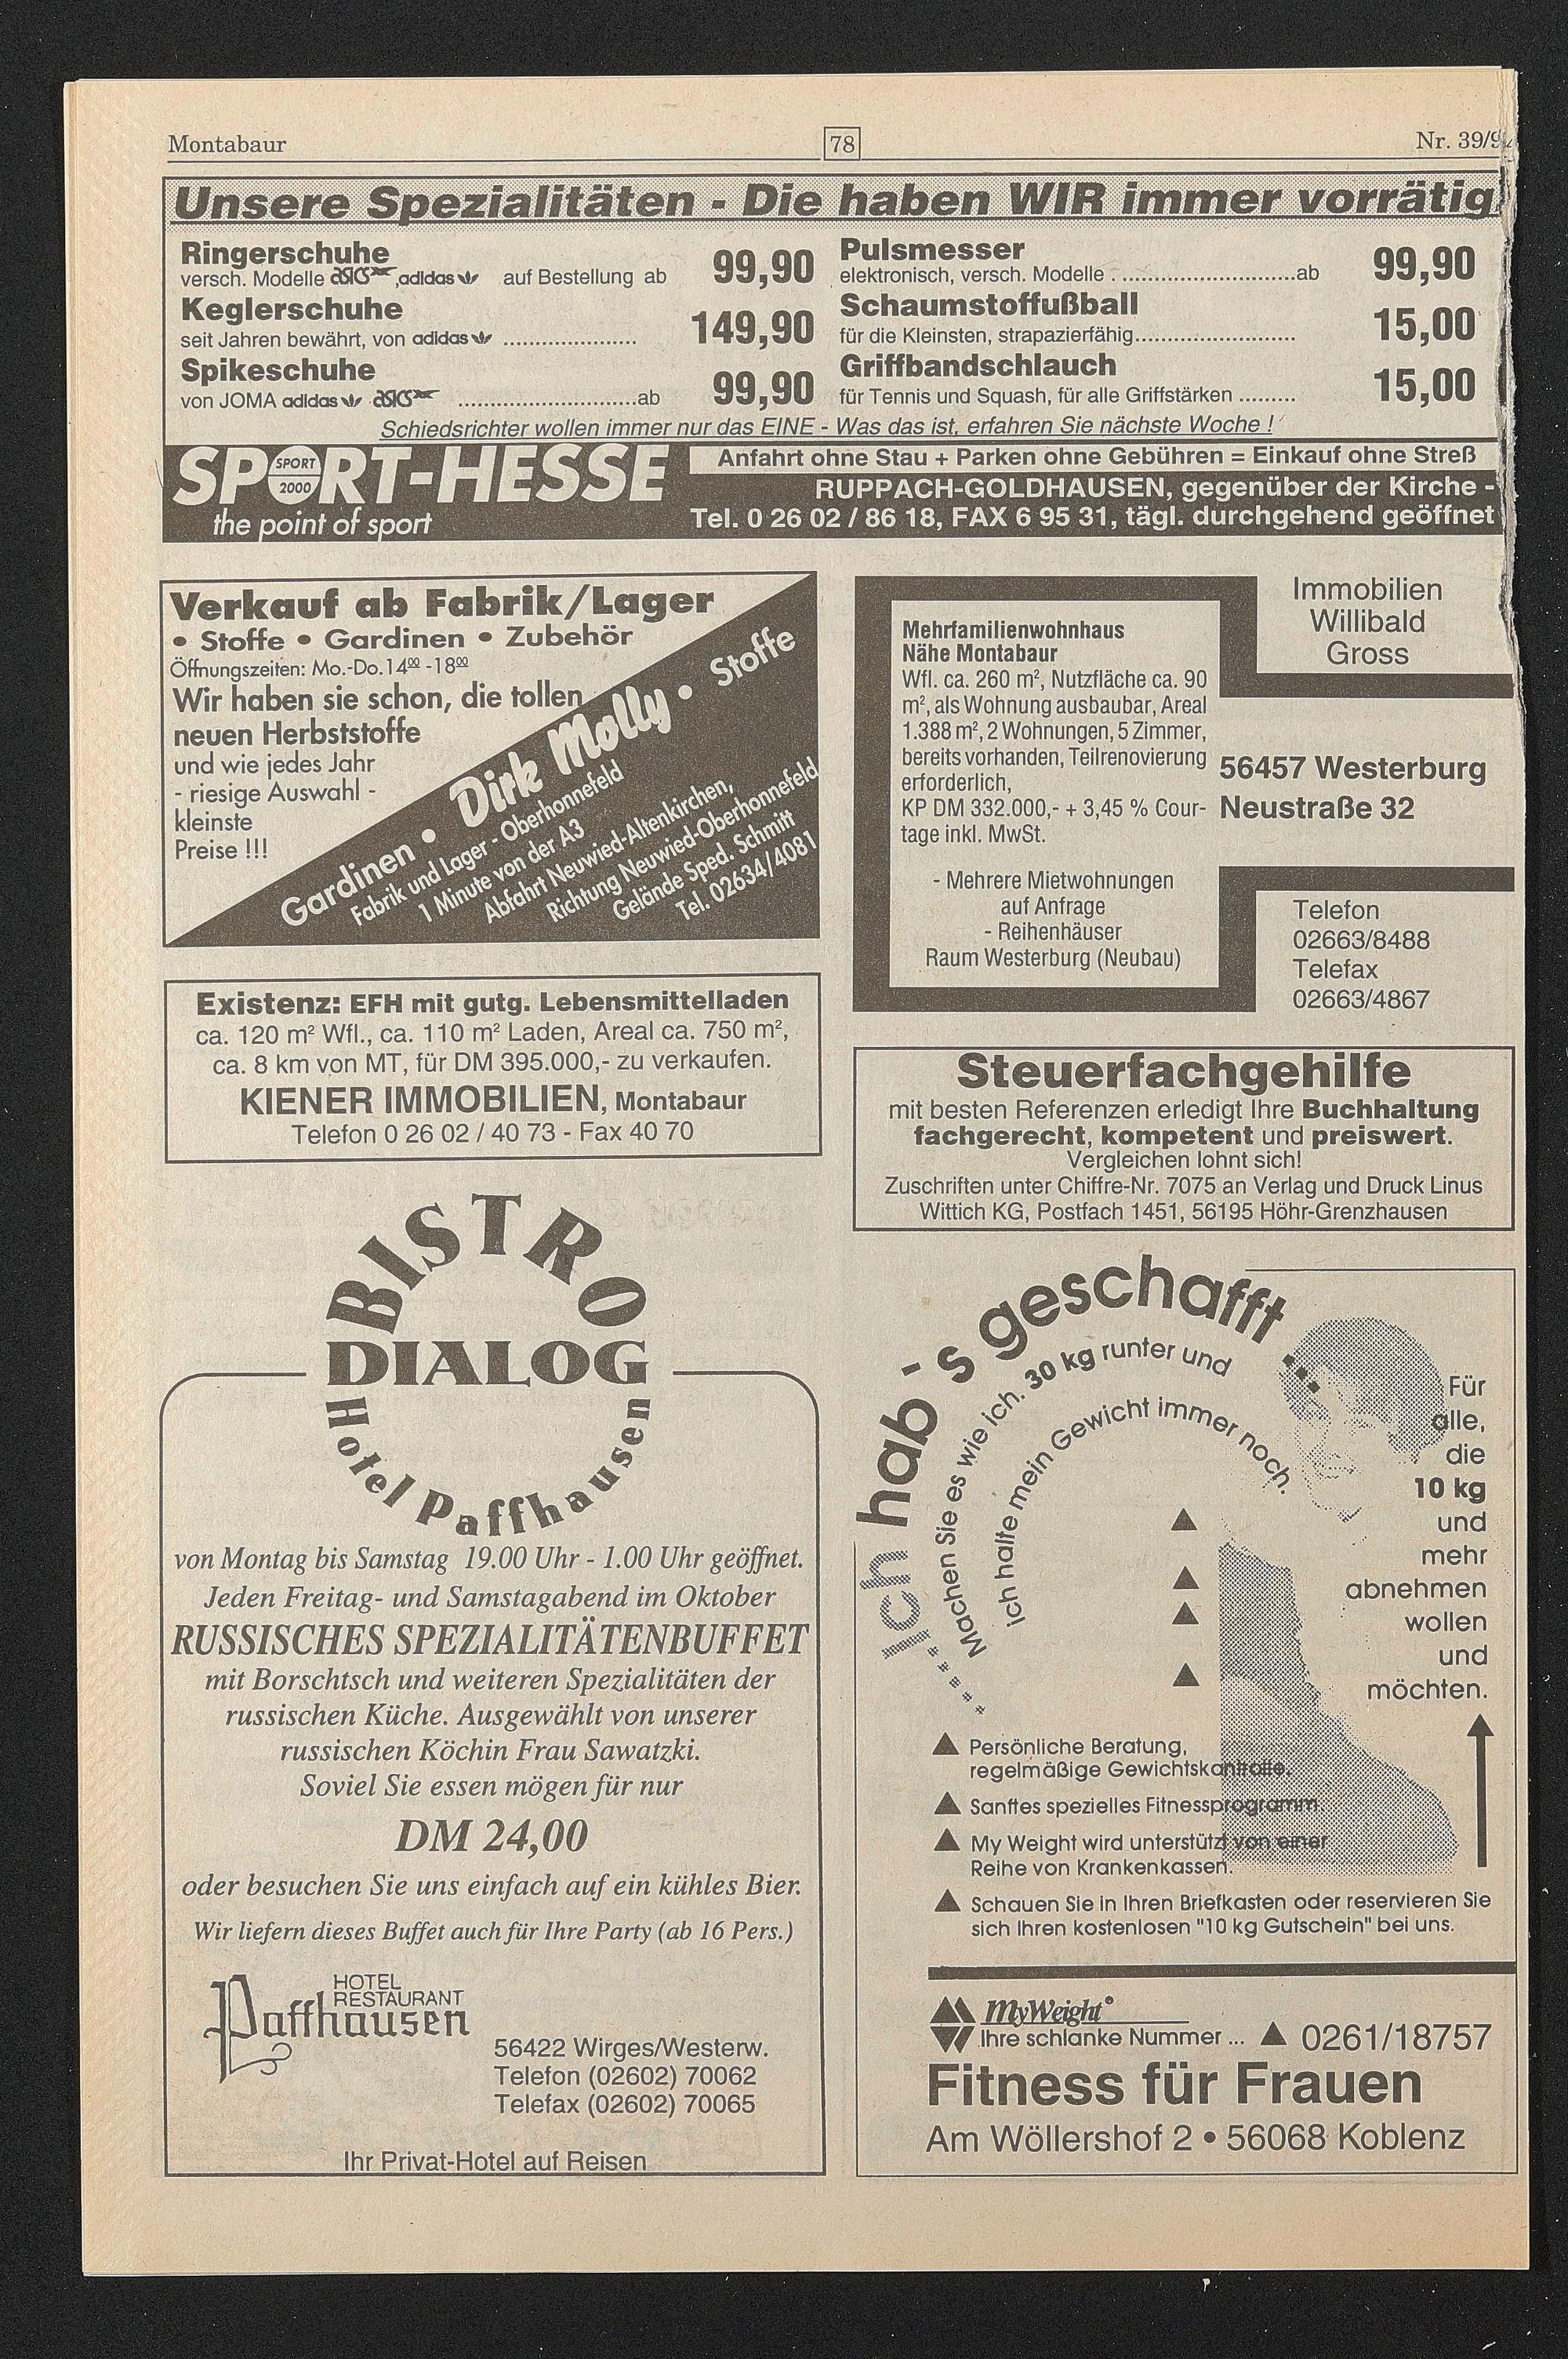 Montabaur
78
Nr. 39/9
Unsere Spezialitäten - Die haben WIR immer vorrätig
Ringerschuhe
versch. Modelle asics, adidas auf Bestellung ab 99,90
Keglerschuhe
seit Jahren bewährt, von adidas ..................... 149,90
Spikeschuhe
von JOMA adidas asics ............................ab 99,90
Pulsmesser
elektronisch, versch. Modelle ............................ab 99,90
Schaumstoffußball
für die Kleinsten, strapazierfähig......................... 15,00
Griffbandschlauch
für Tennis und Squash, für alle Griffstärken ......... 15,00
Schiedsrichter wollen immer nur das EINE - Was das ist, erfahren Sie nächste Woche !
SPORT-HESSE
SPORT
2000
the point of sport
Anfahrt ohne Stau + Parken ohne Gebühren = Einkauf ohne Streß
RUPPACH-GOLDHAUSEN, gegenüber der Kirche -
Tel. 0 26 02 / 86 18, FAX 6 95 31, tägl. durchgehend geöffnet
Verkauf ab Fabrik/Lager
• Stoffe • Gardinen • Zubehör
Öffnungszeiten: Mo.-Do. 14⁰⁰ -18⁰⁰
Wir haben sie schon, die tollen
neuen Herbststoffe
und wie jedes Jahr
- riesige Auswahl -
kleinste
Preise !!!
Gardinen • Dirk Molly • Stoffe
Fabrik und Lager - Oberhonnefeld
1 Minute von der A3
Abfahrt Neuwied-Altenkirchen,
Richtung Neuwied-Oberhonnefeld
Gelände Sped. Schmitt
Tel. 02634/4081
Existenz: EFH mit gutg. Lebensmittelladen
ca. 120 m² Wfl., ca. 110 m² Laden, Areal ca. 750 m²,
ca. 8 km von MT, für DM 395.000,- zu verkaufen.
KIENER IMMOBILIEN, Montabaur
Telefon 0 26 02 / 40 73 - Fax 40 70
Mehrfamilienwohnhaus
Nähe Montabaur
Wfl. ca. 260 m², Nutzfläche ca. 90
m², als Wohnung ausbaubar, Areal
1.388 m², 2 Wohnungen, 5 Zimmer,
bereits vorhanden, Teilrenovierung
erforderlich,
KP DM 332.000,- + 3,45 % Cour-
tage inkl. MwSt.
- Mehrere Mietwohnungen
auf Anfrage
- Reihenhäuser
Raum Westerburg (Neubau)
Immobilien
Willibald
Gross
56457 Westerburg
Neustraße 32
Telefon
02663/8488
Telefax
02663/4867
Steuerfachgehilfe
mit besten Referenzen erledigt Ihre Buchhaltung
fachgerecht, kompetent und preiswert.
Vergleichen lohnt sich!
Zuschriften unter Chiffre-Nr. 7075 an Verlag und Druck Linus
Wittich KG, Postfach 1451, 56195 Höhr-Grenzhausen
BISTRO
DIALOG
Hotel Paffhausen
von Montag bis Samstag 19.00 Uhr - 1.00 Uhr geöffnet.
Jeden Freitag- und Samstagabend im Oktober
RUSSISCHES SPEZIALITÄTENBUFFET
mit Borschtsch und weiteren Spezialitäten der
russischen Küche. Ausgewählt von unserer
russischen Köchin Frau Sawatzki.
Soviel Sie essen mögen für nur
DM 24,00
oder besuchen Sie uns einfach auf ein kühles Bier.
Wir liefern dieses Buffet auch für Ihre Party (ab 16 Pers.)
HOTEL
RESTAURANT
Paffhausen
56422 Wirges/Westerw.
Telefon (02602) 70062
Telefax (02602) 70065
Ihr Privat-Hotel auf Reisen
...... Ich hab's geschafft ....
Machen Sie es wie ich. 30 kg runter und
ich halte mein Gewicht immer noch.
Für
alle,
die
10 kg
und
mehr
abnehmen
wollen
und
möchten.
▲ Persönliche Beratung,
regelmäßige Gewichtskontrolle.
▲ Sanftes spezielles Fitnessprogramm.
▲ My Weight wird unterstützt von einer
Reihe von Krankenkassen.
▲ Schauen Sie in Ihren Briefkasten oder reservieren Sie
sich Ihren kostenlosen "10 kg Gutschein" bei uns.
MyWeight®
Ihre schlanke Nummer ... ▲ 0261/18757
Fitness für Frauen
Am Wöllershof 2 • 56068 Koblenz